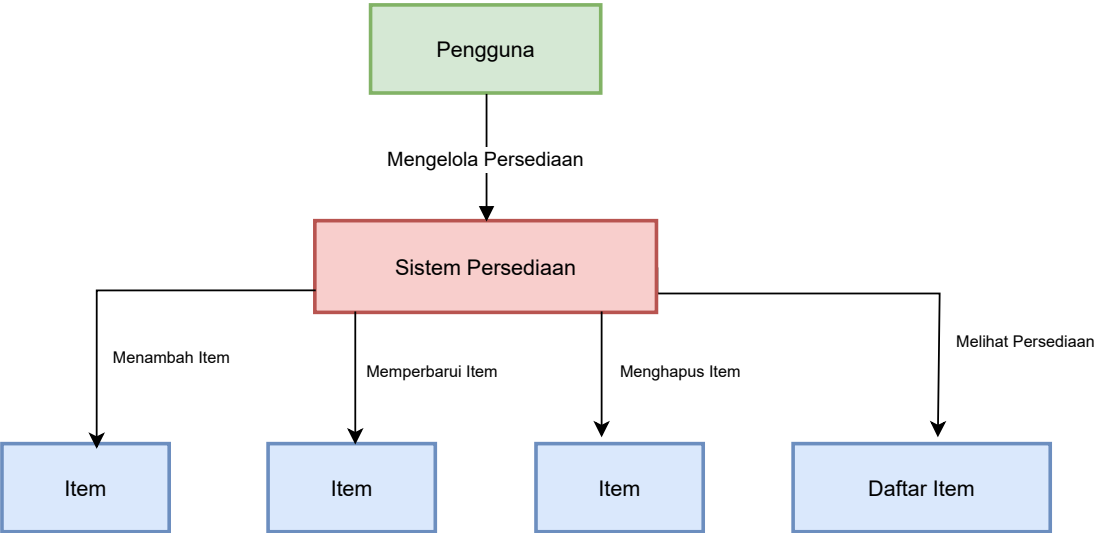 Pengguna
Mengelola Persediaan
Sistem Persediaan
Menambah Item
Memperbarui Item
Menghapus Item
Melihat Persediaan
Item
Item
Item
Daftar Item